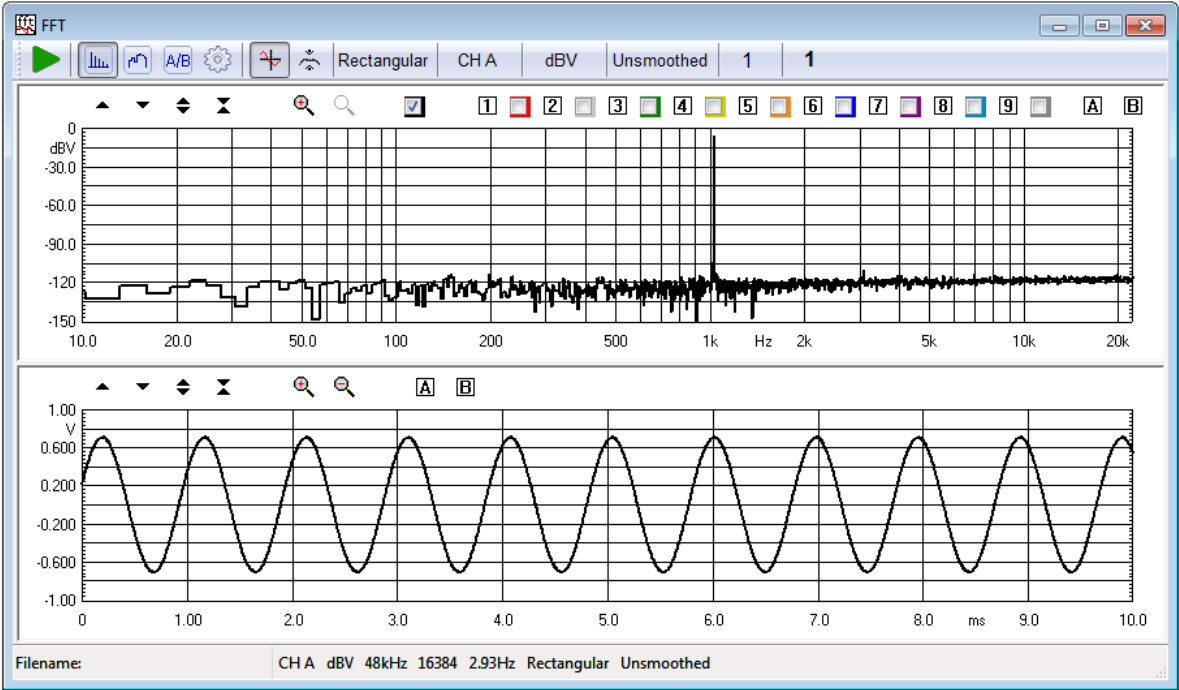 FFT
A/B Rectangular CH A dBV Unsmoothed 1 1
1 2 3 4 5 6 7 8 9 A B
0
dBV
-30.0
-60.0
-90.0
-120
-150
10.0 20.0 50.0 100 200 500 1k Hz 2k 5k 10k 20k
A B
1.00
V
0.600
0.200
-0.200
-0.600
-1.00
0 1.00 2.0 3.0 4.0 5.0 6.0 7.0 8.0 ms 9.0 10.0
Filename: CH A dBV 48kHz 16384 2.93Hz Rectangular Unsmoothed